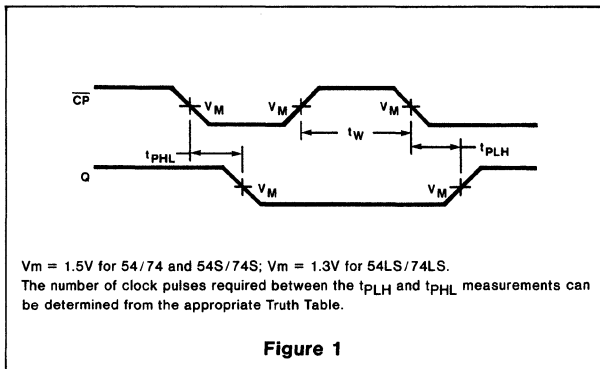 CP
VM VM VM
tW
tPHL tPLH
Q
VM VM
Vm = 1.5V for 54/74 and 54S/74S; Vm = 1.3V for 54LS/74LS.
The number of clock pulses required between the tPLH and tPHL measurements can
be determined from the appropriate Truth Table.
Figure 1